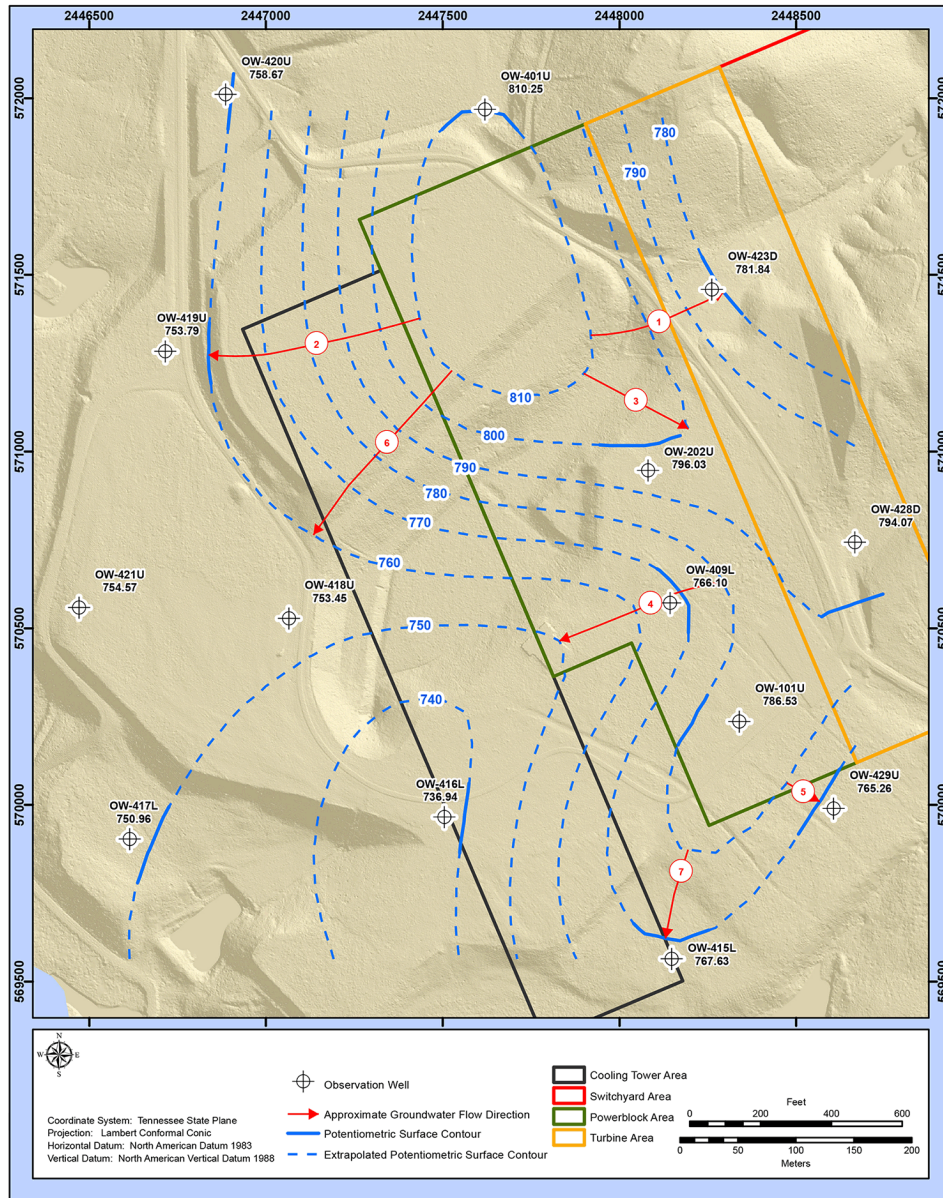 2446500
2447000
2447500
2448000
2448500
572000
571500
571000
570500
570000
569500
572000
571500
571000
570500
570000
569500
OW-420U
758.67
OW-401U
810.25
780
790
OW-423D
781.84
OW-419U
753.79
1
2
3
810
800
6
790
OW-202U
796.03
780
770
OW-428D
794.07
760
OW-409L
766.10
OW-421U
754.57
OW-418U
753.45
4
750
740
OW-101U
786.53
OW-429U
765.26
5
OW-416L
736.94
OW-417L
750.96
7
OW-415L
767.63
N
W
E
S
Coordinate System: Tennessee State Plane
Projection: Lambert Conformal Conic
Horizontal Datum: North American Datum 1983
Vertical Datum: North American Vertical Datum 1988
Observation Well
Approximate Groundwater Flow Direction
Potentiometric Surface Contour
Extrapolated Potentiometric Surface Contour
Cooling Tower Area
Switchyard Area
Powerblock Area
Turbine Area
Feet
0 200 400 600
0 50 100 150 200
Meters